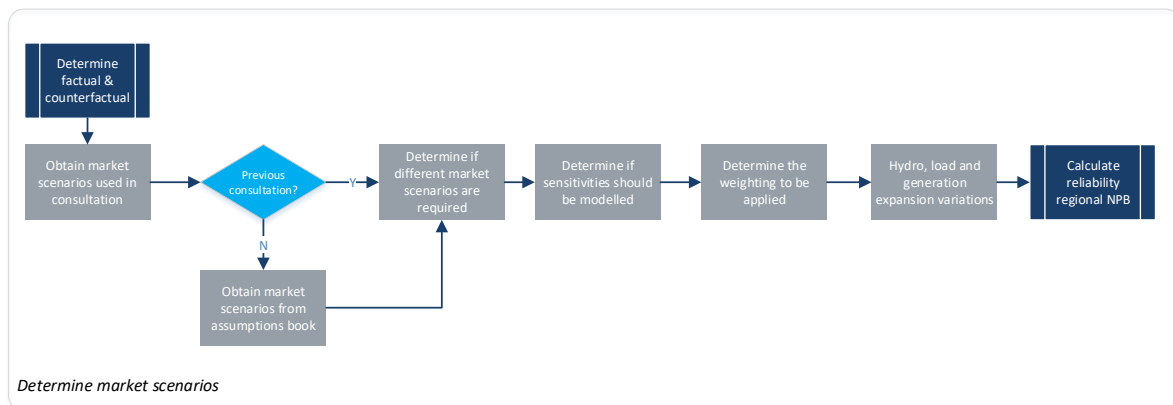 Determine
factual &
counterfactual
Obtain market
scenarios used in
consultation
Previous
consultation?
Y
N
Obtain market
scenarios from
assumptions book
Determine if
different market
scenarios are
required
Determine if
sensitivities should
be modelled
Determine the
weighting to be
applied
Hydro, load and
generation
expansion variations
Calculate
reliability
regional NPB
Determine market scenarios